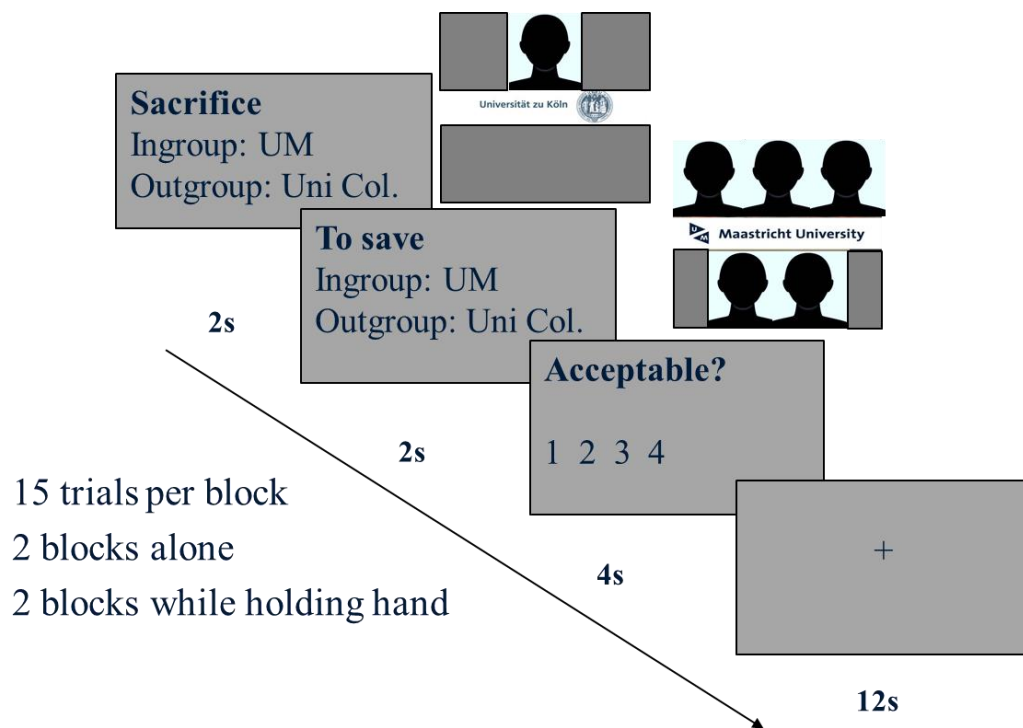 Sacrifice
Ingroup: UM
Outgroup: Uni Col.
Universität zu Köln
To save
Ingroup: UM
Outgroup: Uni Col.
UM Maastricht University
2s
Acceptable?
1 2 3 4
2s
15 trials per block
2 blocks alone
2 blocks while holding hand
+
4s
12s